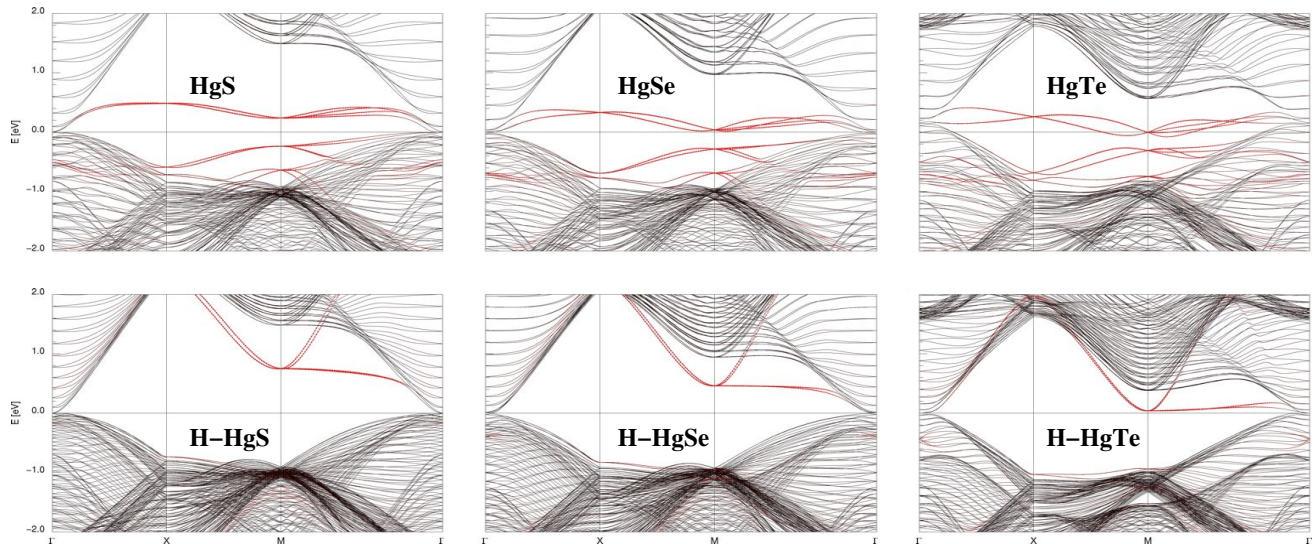 2.0
1.0
0.0
−1.0
−2.0
E [eV]
HgS
HgSe
HgTe
2.0
1.0
0.0
−1.0
−2.0
E [eV]
H−HgS
H−HgSe
H−HgTe
Γ X M Γ Γ X M Γ Γ X M Γ